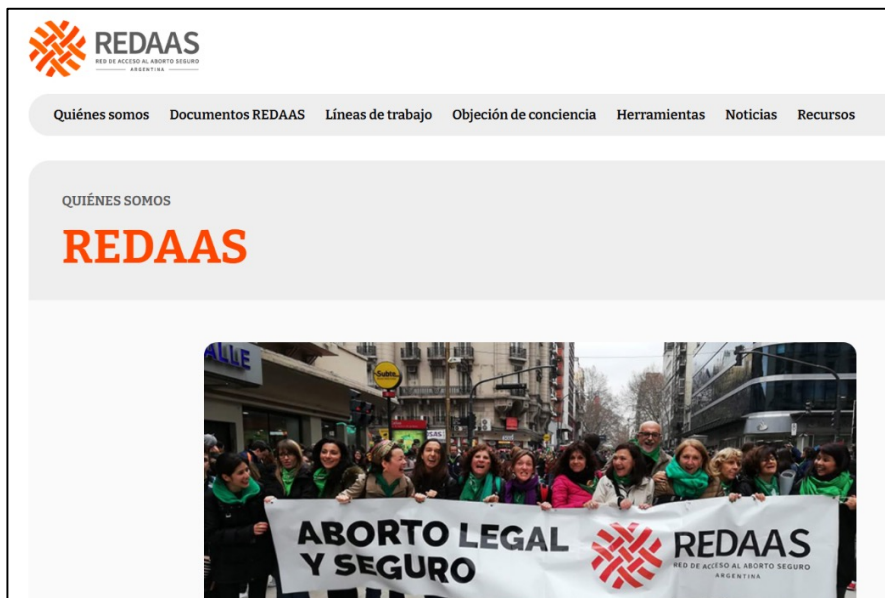 REDAAS
RED DE ACCESO AL ABORTO SEGURO
ARGENTINA
Quiénes somos Documentos REDAAS Líneas de trabajo Objeción de conciencia Herramientas Noticias Recursos
QUIÉNES SOMOS
REDAAS
ALLE
Subte
ABORTO LEGAL
Y SEGURO
REDAAS
RED DE ACCESO AL ABORTO SEGURO
ARGENTINA